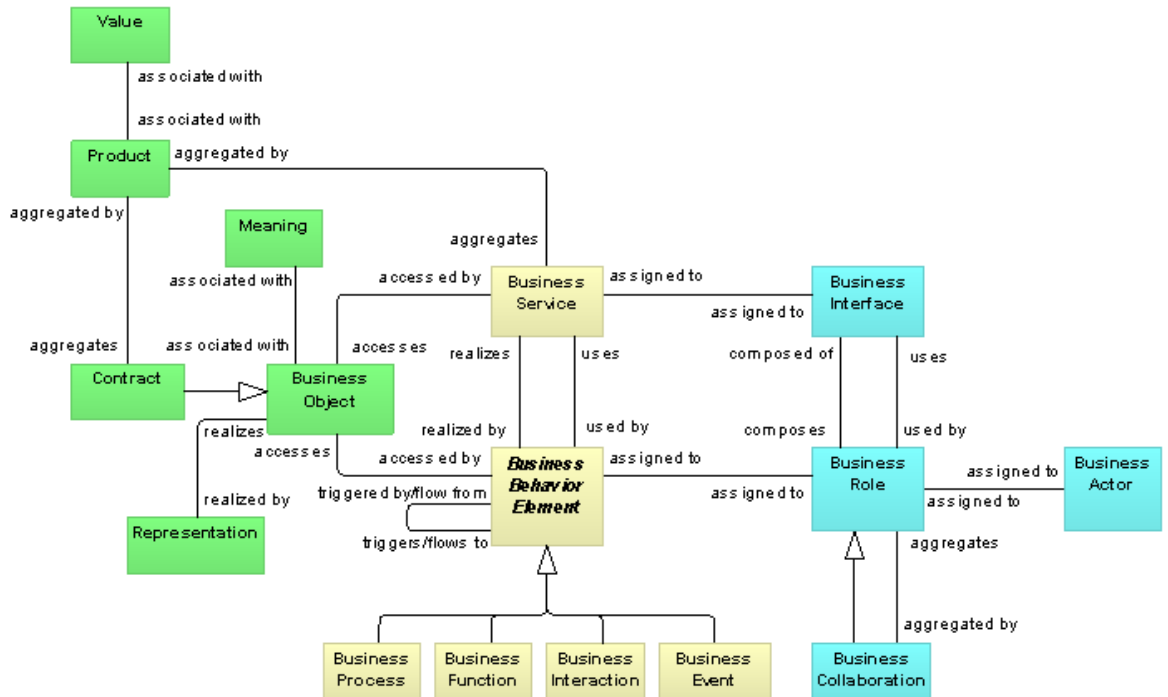 Value
associated with
associated with
Product
aggregated by
aggregated by
Meaning
aggregates
associated with
accessed by
Business
Service
assigned to
Business
Interface
assigned to
aggregates
associated with
accesses
realizes
uses
composed of
uses
Contract
Business
Object
realizes
accesses
realized by
used by
composes
used by
accessed by
Business
Behavior
Element
assigned to
assigned to
Business
Role
assigned to
assigned to
Business
Actor
triggered by/flow from
triggers/flows to
realized by
Representation
aggregates
aggregated by
Business
Process
Business
Function
Business
Interaction
Business
Event
Business
Collaboration